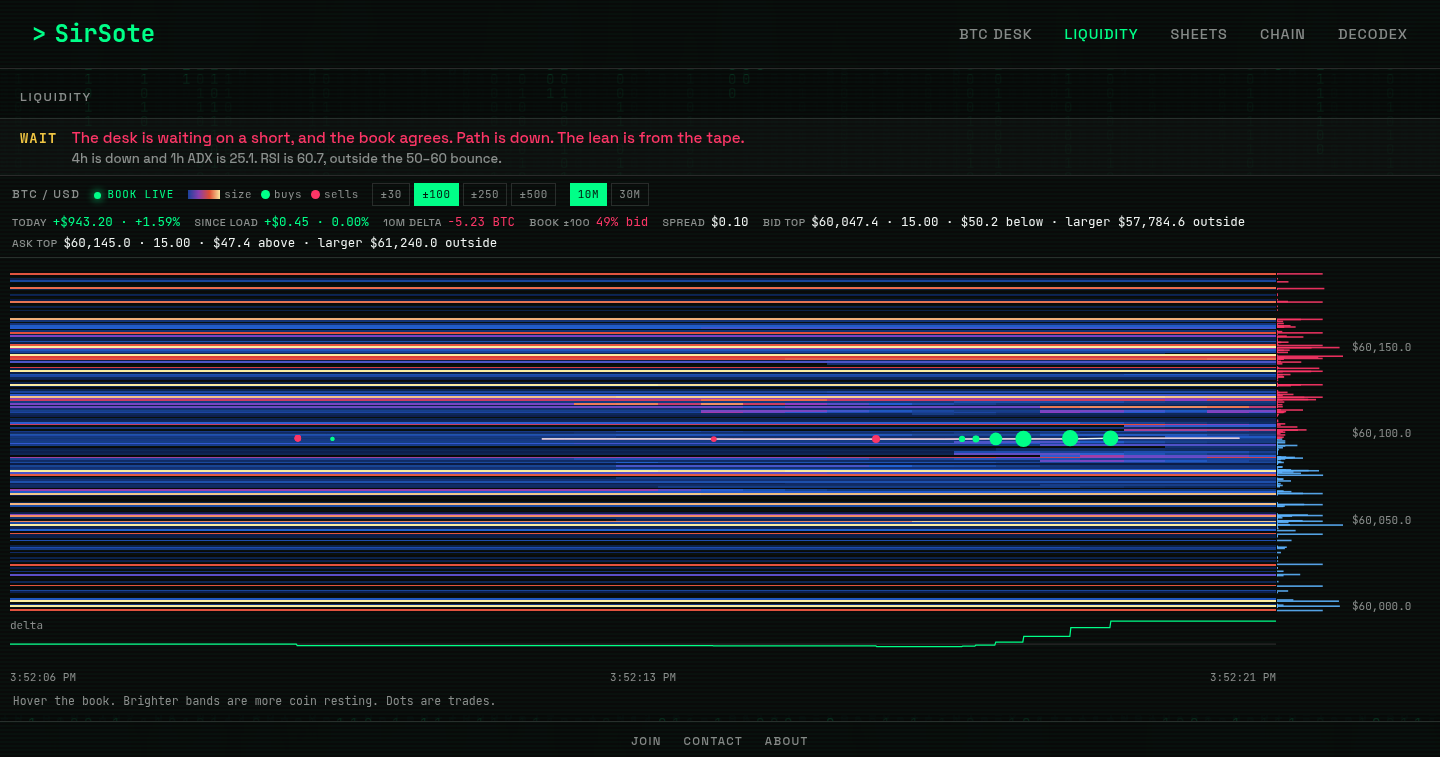 > SirSote
BTC DESK LIQUIDITY SHEETS CHAIN DECODEX
LIQUIDITY
WAIT The desk is waiting on a short, and the book agrees. Path is down. The lean is from the tape.
4h is down and 1h ADX is 25.1. RSI is 60.7, outside the 50–60 bounce.
BTC / USD BOOK LIVE size buys sells ±30 ±100 ±250 ±500 10M 30M
TODAY +$943.20 · +1.59% SINCE LOAD +$0.45 · 0.00% 10M DELTA -5.23 BTC BOOK ±100 49% bid SPREAD $0.10 BID TOP $60,047.4 · 15.00 · $50.2 below · larger $57,784.6 outside
ASK TOP $60,145.0 · 15.00 · $47.4 above · larger $61,240.0 outside
$60,150.0
$60,100.0
$60,050.0
$60,000.0
delta
3:52:06 PM 3:52:13 PM 3:52:21 PM
Hover the book. Brighter bands are more coin resting. Dots are trades.
JOIN CONTACT ABOUT